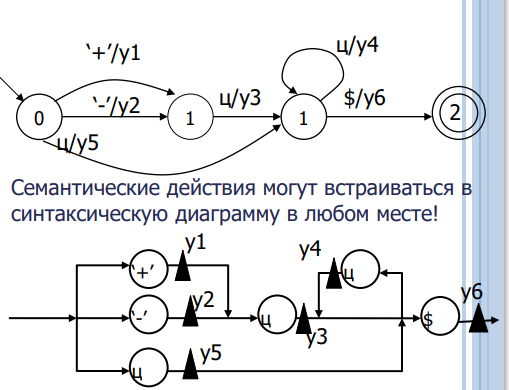 '+'/y1
ц/y4
'-'/y2
ц/y3
$/y6
0
1
1
2
ц/y5
Семантические действия могут встраиваться в
синтаксическую диаграмму в любом месте!
y1
y4
'+'
ц
y2
y6
'-'
ц
y3
$
y5
ц